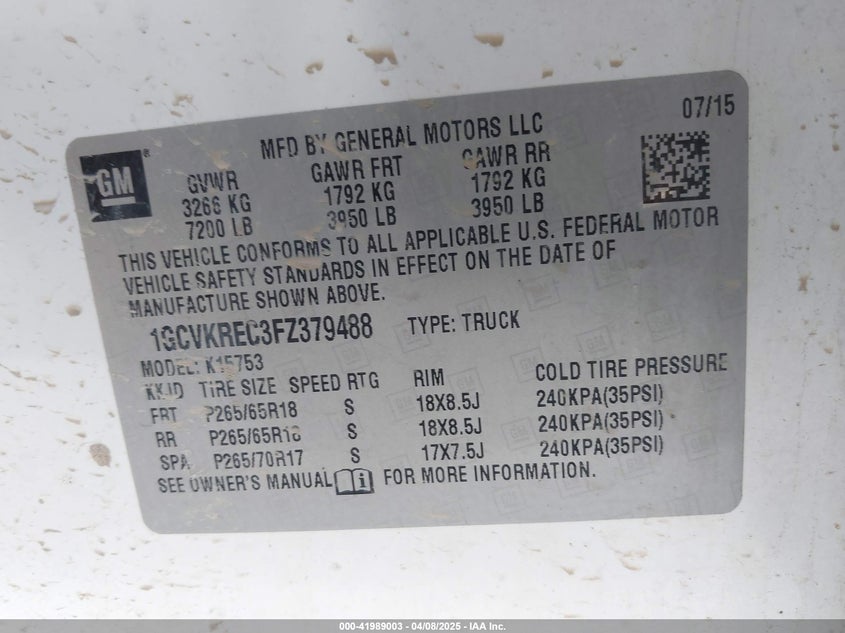 07/15
MFD BY GENERAL MOTORS LLC
GM ®
GVWR GAWR FRT GAWR RR
3266 KG 1792 KG 1792 KG
7200 LB 3950 LB 3950 LB
THIS VEHICLE CONFORMS TO ALL APPLICABLE U.S. FEDERAL MOTOR
VEHICLE SAFETY STANDARDS IN EFFECT ON THE DATE OF
MANUFACTURE SHOWN ABOVE.
1GCVKREC3FZ379488 TYPE: TRUCK
MODEL: K15753
KKJD TIRE SIZE SPEED RTG RIM COLD TIRE PRESSURE
FRT P265/65R18 S 18X8.5J 240KPA(35PSI)
RR P265/65R18 S 18X8.5J 240KPA(35PSI)
SPA P265/70R17 S 17X7.5J 240KPA(35PSI)
SEE OWNER'S MANUAL i FOR MORE INFORMATION.
000-41989003 - 04/08/2025 - IAA Inc.